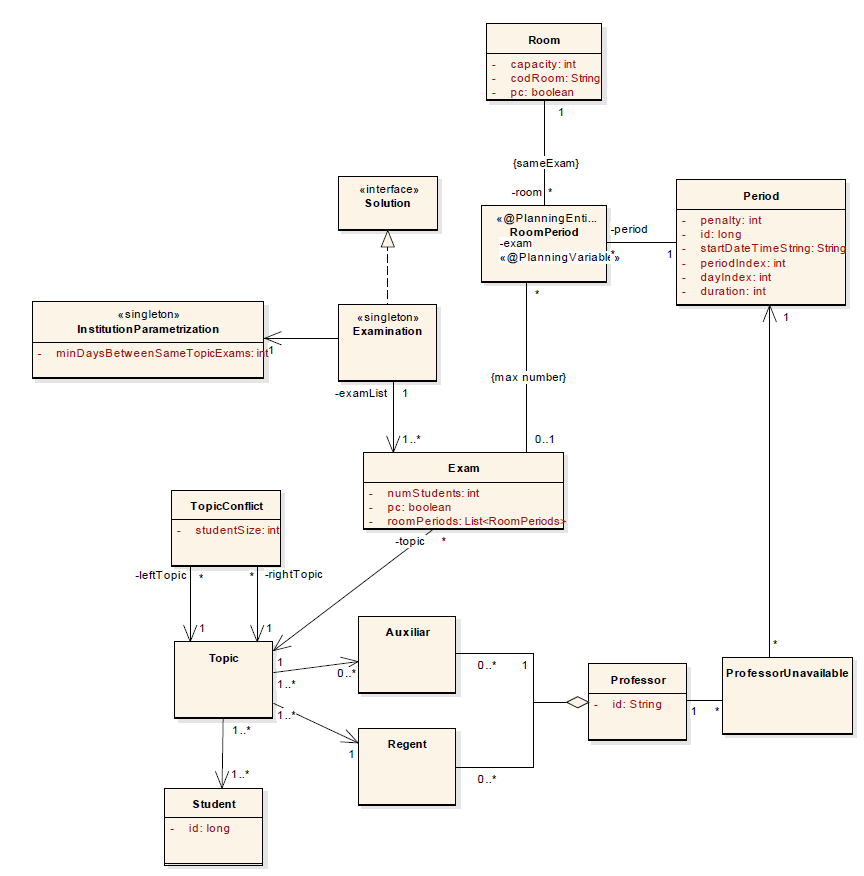 Room
- capacity: int
- codRoom: String
- pc: boolean
1
{sameExam}
-room *
«interface»
Solution
«@PlanningEnti...
RoomPeriod
-exam
«@PlanningVariable»
-period
*
1
Period
- penalty: int
- id: long
- startDateTimeString: String
- periodIndex: int
- dayIndex: int
- duration: int
1
*
«singleton»
InstitutionParametrization
- minDaysBetweenSameTopicExams: int
1
«singleton»
Examination
-examList 1
1..*
{max number}
0..1
Exam
- numStudents: int
- pc: boolean
- roomPeriods: List<RoomPeriods>
-topic *
TopicConflict
- studentSize: int
-leftTopic * * -rightTopic
1 1
Topic
1
1..*
0..*
1..*
1
Auxiliar
0..* 1
Regent
0..*
Professor
- id: String
1 *
*
ProfessorUnavailable
1..*
1..*
Student
- id: long